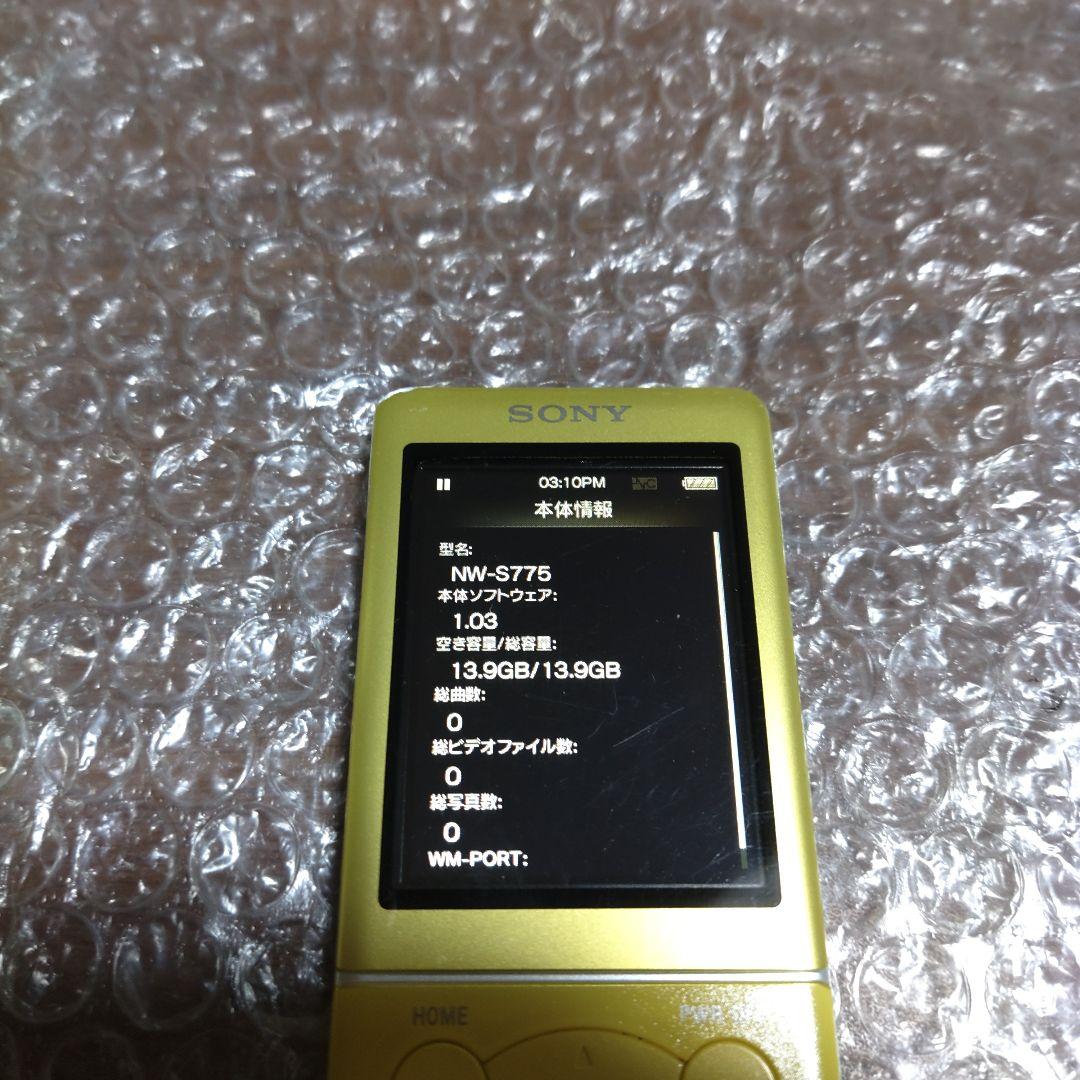 SONY
03:10PM
本体情報
型名:
NW-S775
本体ソフトウェア:
1.03
空き容量/総容量:
13.9GB/13.9GB
総曲数:
0
総ビデオファイル数:
0
総写真数:
0
WM-PORT:
HOME